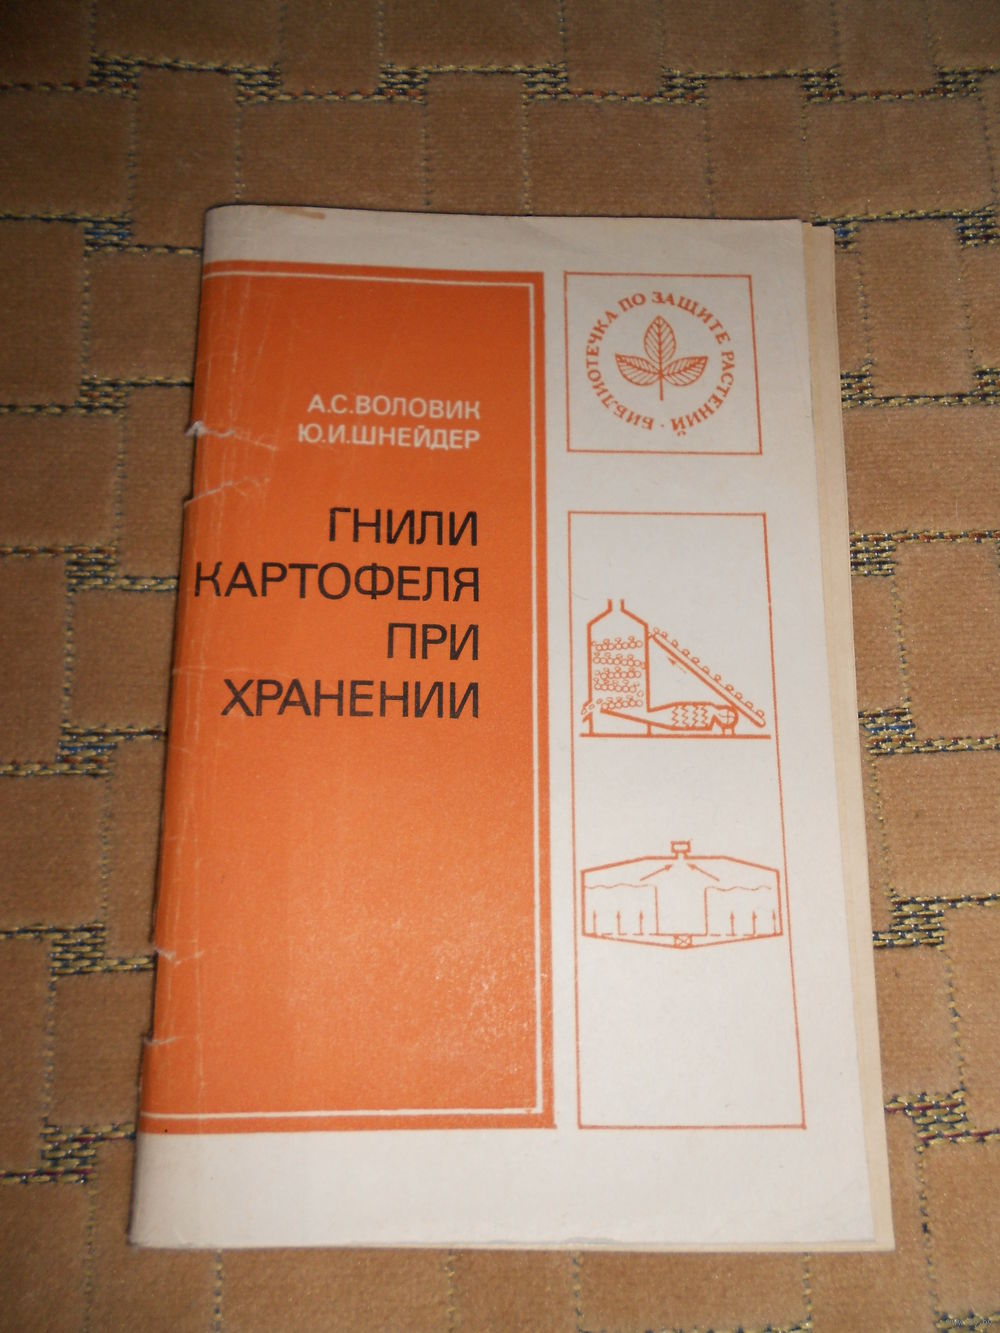 А.С.ВОЛОВИК
Ю.И.ШНЕЙДЕР
ГНИЛИ
КАРТОФЕЛЯ
ПРИ
ХРАНЕНИИ
БИБЛИОТЕЧКА ПО ЗАЩИТЕ РАСТЕНИЙ ·